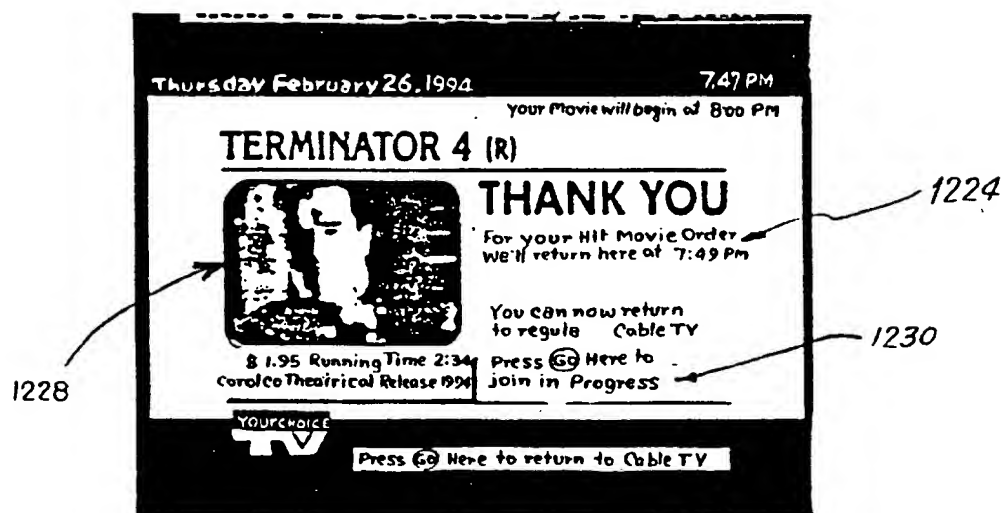 Thursday February 26, 1994 7,47 PM
your Movie will begin at 8:00 PM
TERMINATOR 4 (R)
THANK YOU
For your Hit Movie Order
we'll return here at 7:49 PM
1224
1228
You can now return
to regula Cable TV
Press Go Here to
join in Progress
1230
$ 1.95 Running Time 2:34
Carolco Theairical Release 1994
YOUR CHOICE
TV
Press Go Here to return to Cable TV